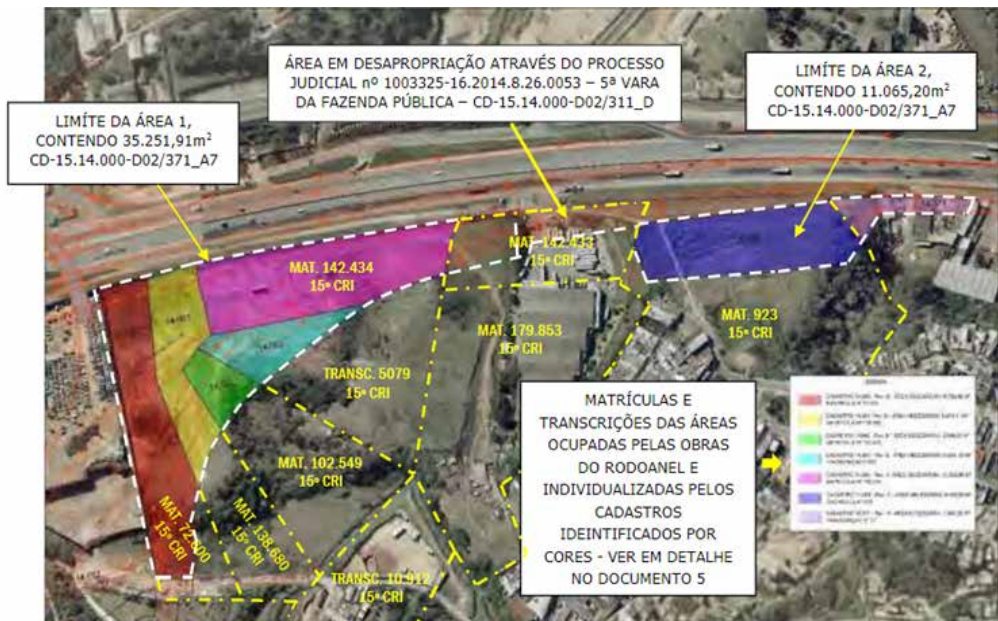 ÁREA EM DESAPROPRIAÇÃO ATRAVÉS DO PROCESSO
JUDICIAL nº 1003325-16.2014.8.26.0053 – 5ª VARA
DA FAZENDA PÚBLICA – CD-15.14.000-D02/311_D
LIMÍTE DA ÁREA 2,
CONTENDO 11.065,20m²
CD-15.14.000-D02/371_A7
LIMÍTE DA ÁREA 1,
CONTENDO 35.251,91m²
CD-15.14.000-D02/371_A7
MAT. 142.434
15º CRI
MAT. 142.433
15º CRI
MAT. 923
15º CRI
MAT. 179.853
15º CRI
TRANSC. 5079
15º CRI
MAT. 102.549
15º CRI
MAT. 72.600
15º CRI
MAT. 138.680
15º CRI
TRANSC. 10.912
15º CRI
MATRÍCULAS E
TRANSCRIÇÕES DAS ÁREAS
OCUPADAS PELAS OBRAS
DO RODOANEL E
INDIVIDUALIZADAS PELOS
CADASTROS
IDEINTIFICADOS POR
CORES - VER EM DETALHE
NO DOCUMENTO 5